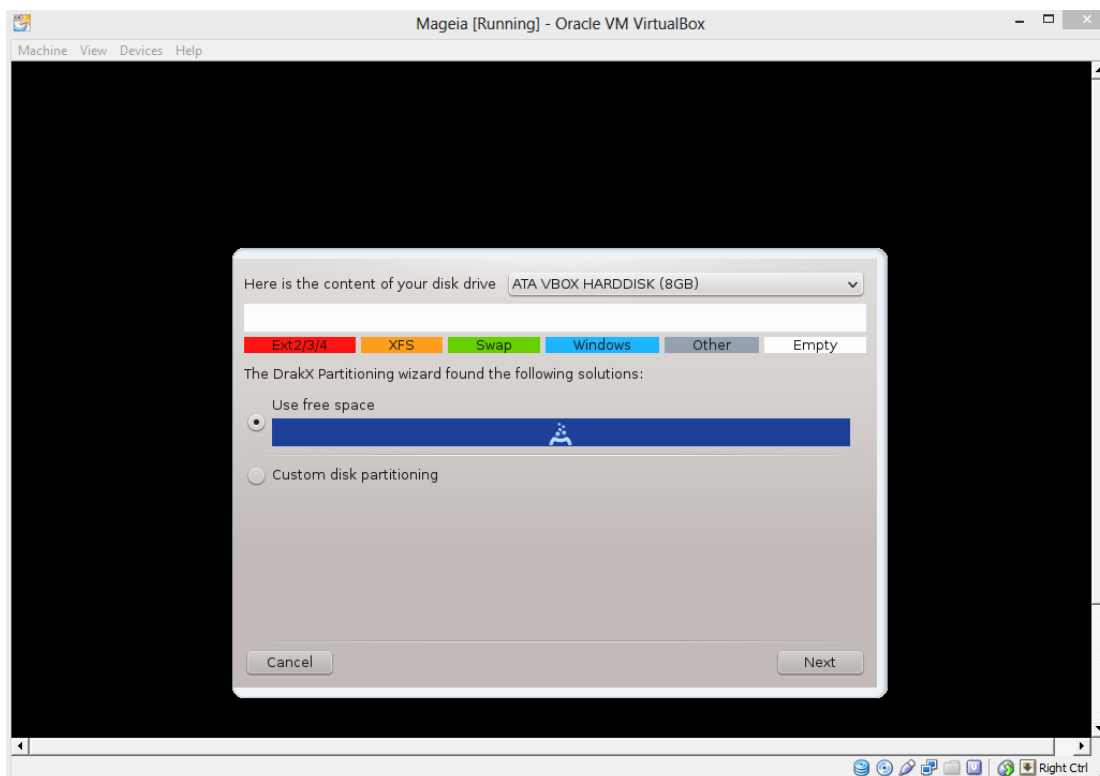 Mageia [Running] - Oracle VM VirtualBox
Machine View Devices Help
Here is the content of your disk drive ATA VBOX HARDDISK (8GB)
Ext2/3/4 XFS Swap Windows Other Empty
The DrakX Partitioning wizard found the following solutions:
Use free space
Custom disk partitioning
Cancel Next
Right Ctrl